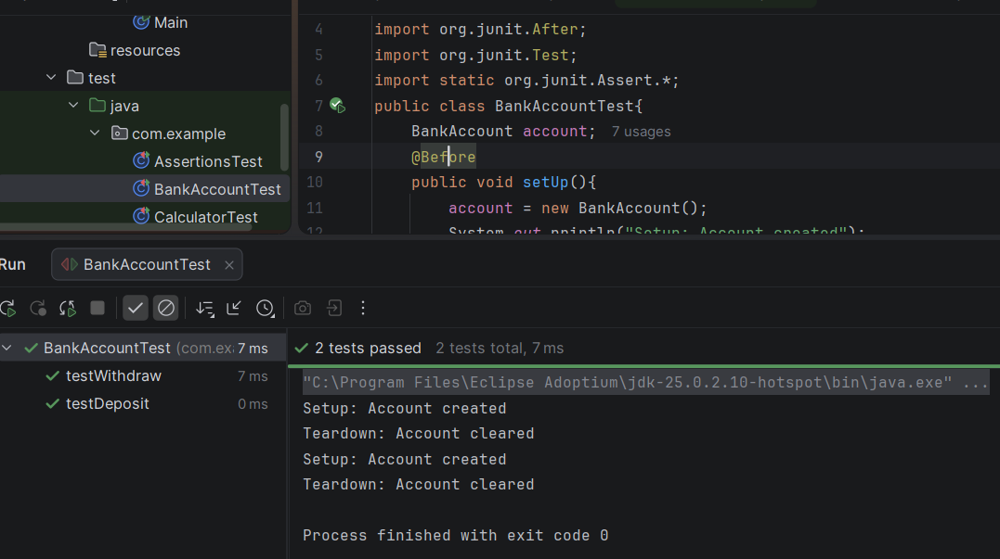 Main
resources
test
java
com.example
AssertionsTest
BankAccountTest
CalculatorTest
4 import org.junit.After;
5 import org.junit.Test;
6 import static org.junit.Assert.*;
7 public class BankAccountTest{
8 BankAccount account; 7 usages
9 @Before
10 public void setUp(){
11 account = new BankAccount();
12 System.out.println("Setup: Account created");
Run BankAccountTest
BankAccountTest (com.exa 7 ms
testWithdraw 7 ms
testDeposit 0 ms
2 tests passed 2 tests total, 7 ms
"C:\Program Files\Eclipse Adoptium\jdk-25.0.2.10-hotspot\bin\java.exe" ...
Setup: Account created
Teardown: Account cleared
Setup: Account created
Teardown: Account cleared
Process finished with exit code 0